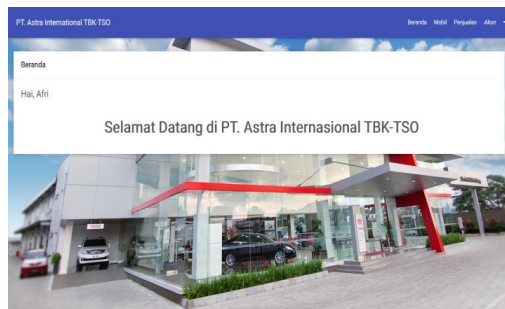 PT. Astra International TBK-TSO
Beranda Mobil Penjualan Akun
Beranda
Hai, Afri
Selamat Datang di PT. Astra Internasional TBK-TSO